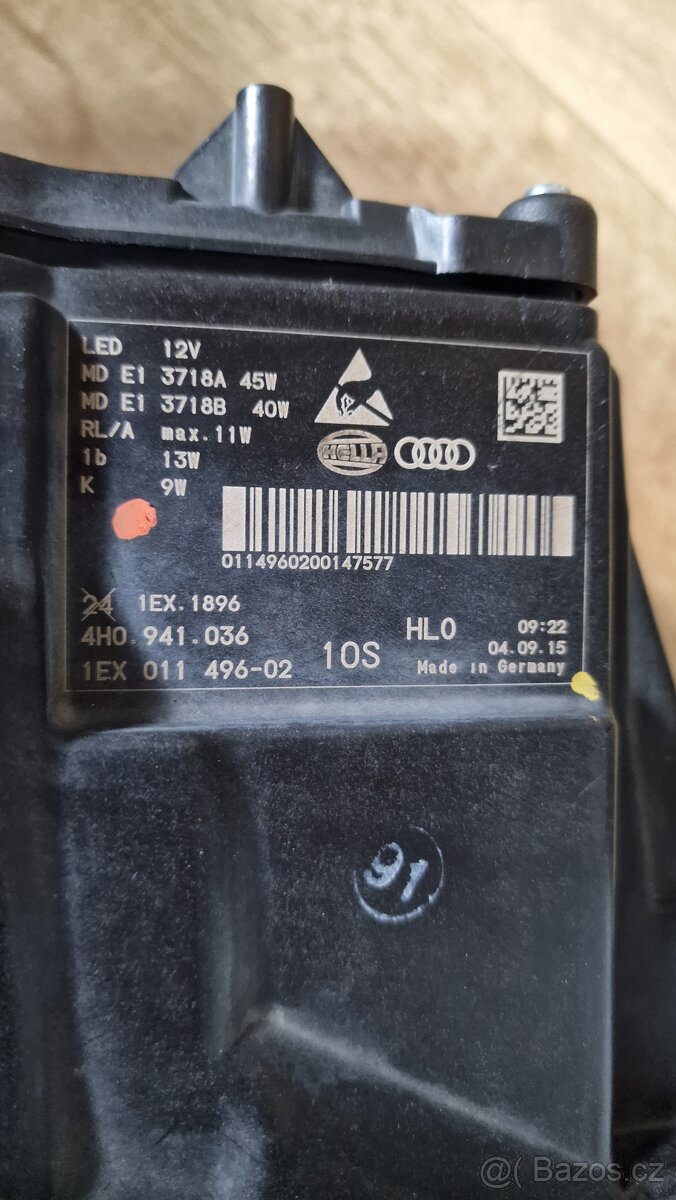 LED 12V
MD E1 3718A 45W
MD E1 3718B 40W
RL/A max.11W
1b 13W
K 9W
HELLA
0114960200147577
24 1EX.1896
4H0.941.036
1EX 011 496-02
10S
HL0
09:22
04.09.15
Made in Germany
91
@(Bazos.cz